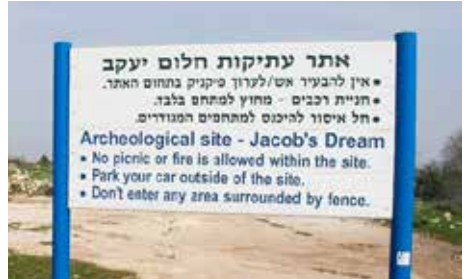 אתר עתיקות חלום יעקב
• אין להבעיר אש/לערוך פיקניק בתחום האתר.
• חניית רכבים - מחוץ למתחם בלבד.
• חל איסור להיכנס למתחמים המגודרים.
Archeological site - Jacob's Dream
• No picnic or fire is allowed within the site.
• Park your car outside of the site.
• Don't enter any area surrounded by fence.